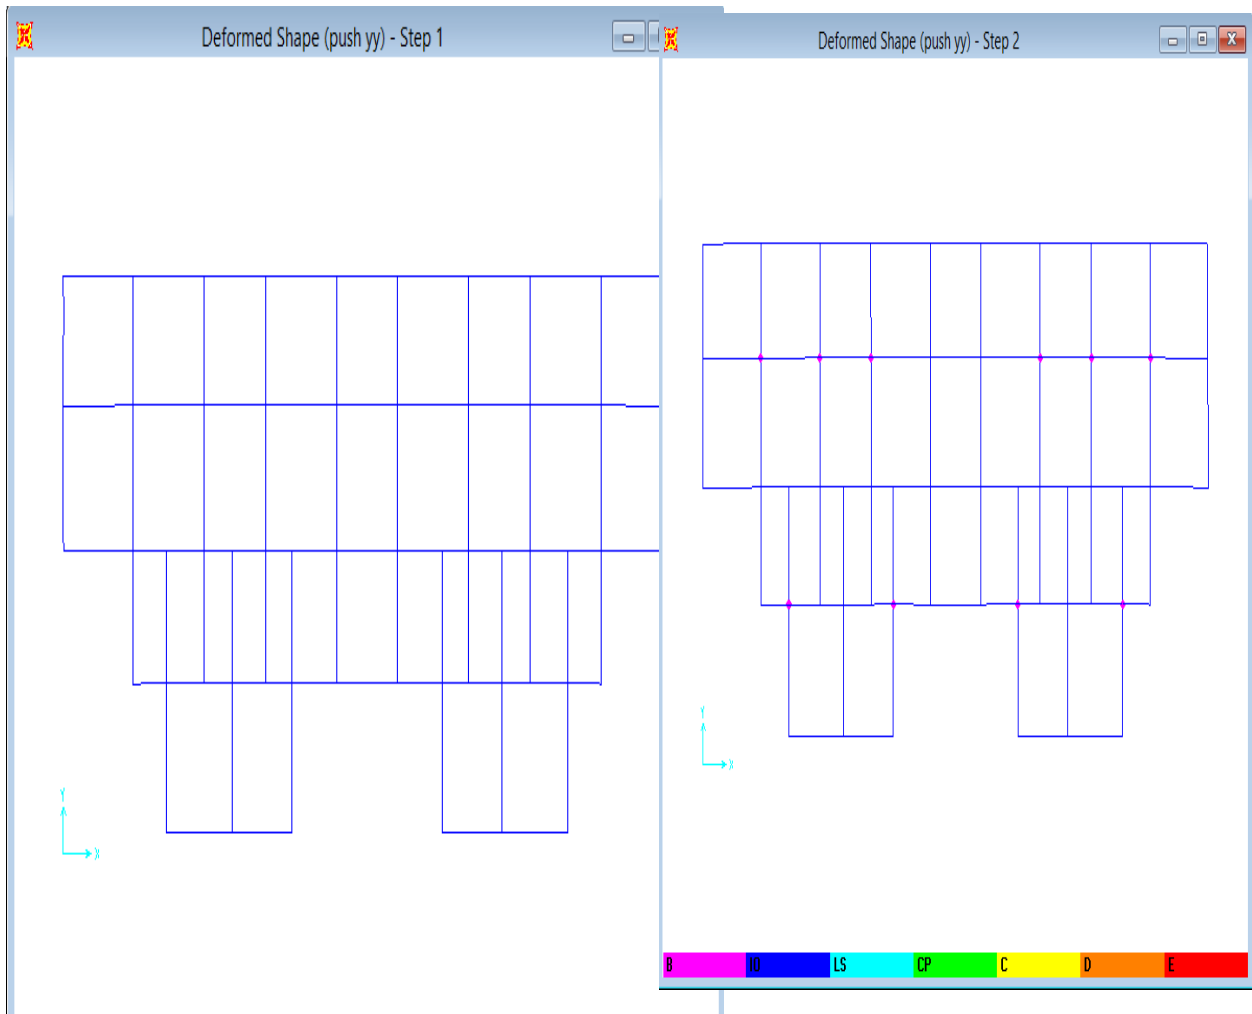 Deformed Shape (push yy) - Step 1
Deformed Shape (push yy) - Step 2
Y
X
Y
X
B IO LS CP C D E